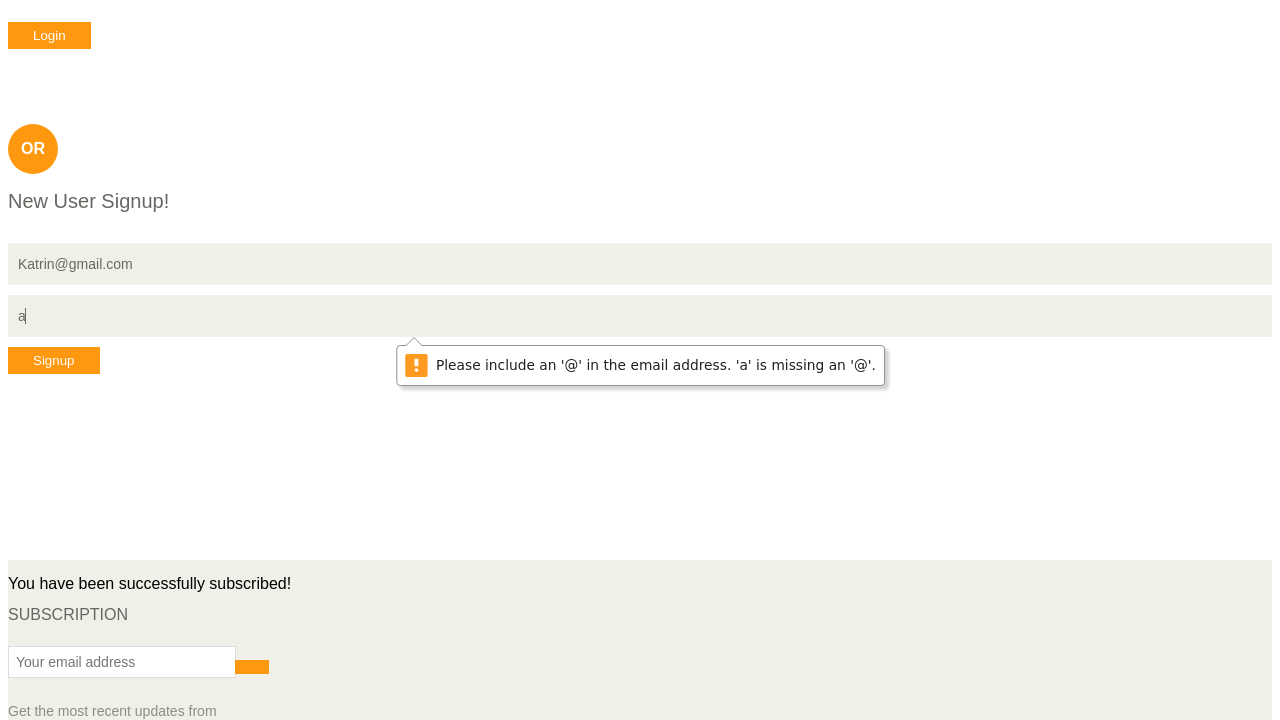 Login
OR
New User Signup!
Katrin@gmail.com
a
Signup
Please include an '@' in the email address. 'a' is missing an '@'.
You have been successfully subscribed!
SUBSCRIPTION
Your email address
Get the most recent updates from